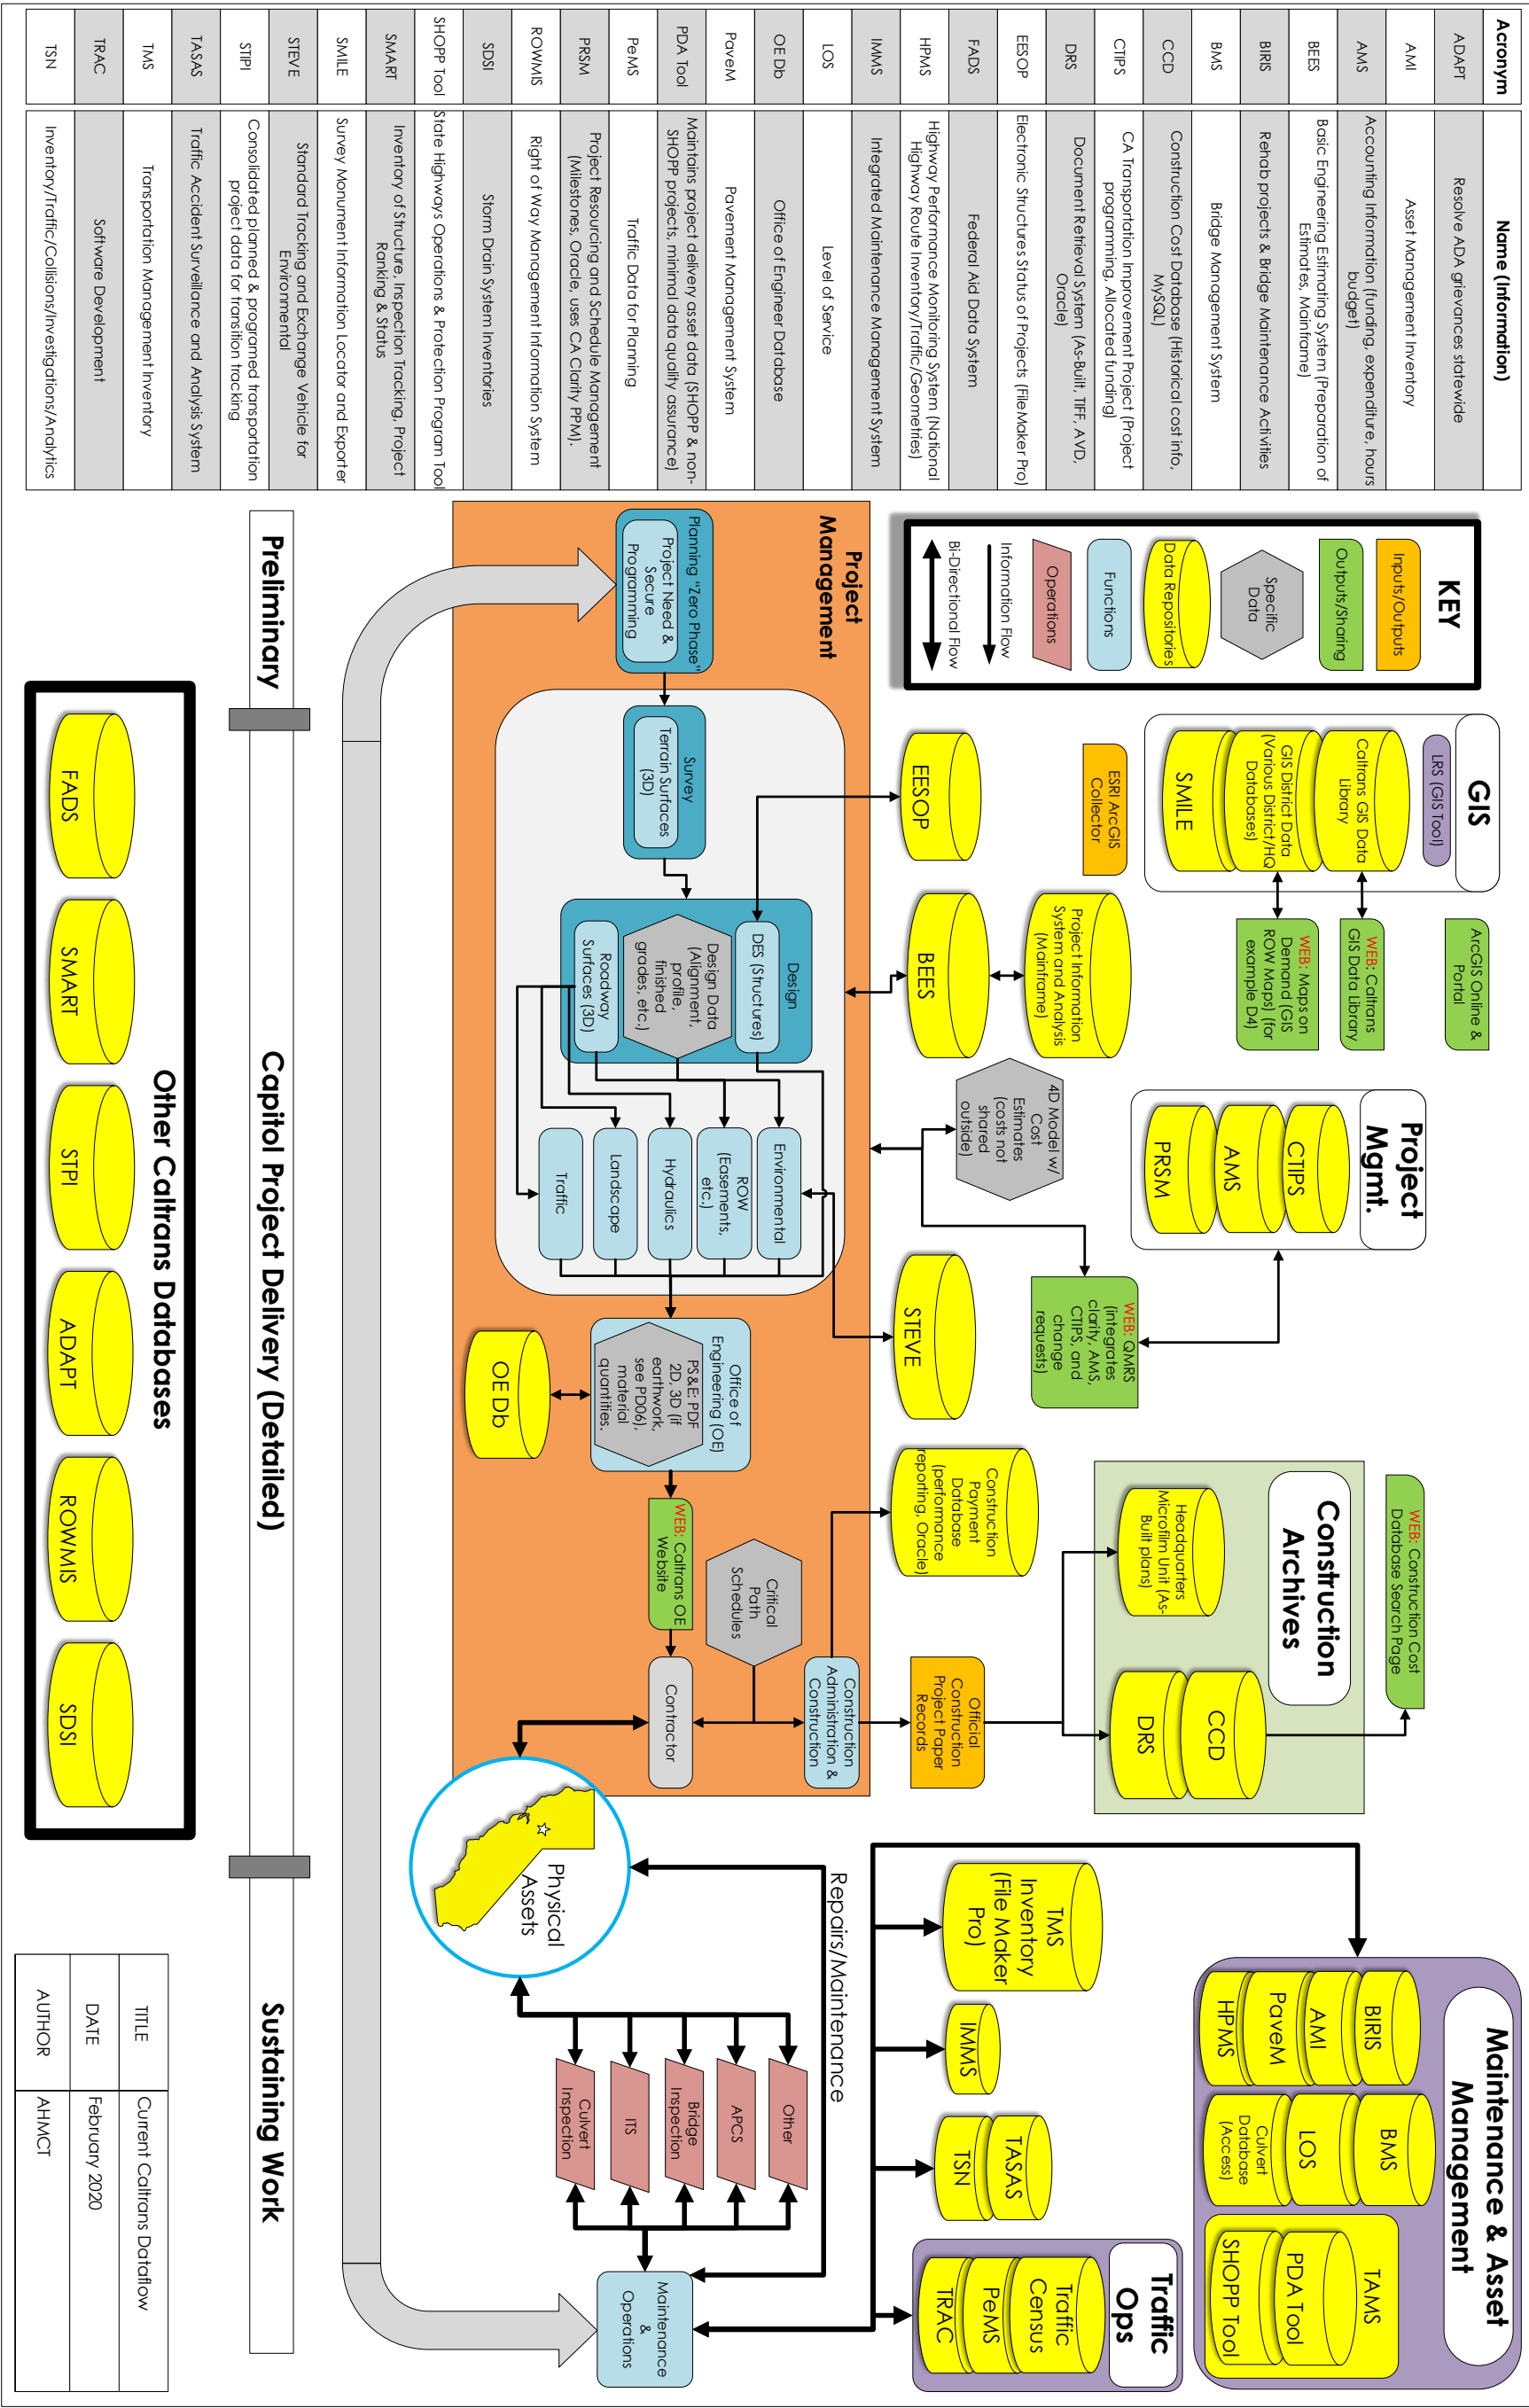 Acronym
Name (Information)
ADAPT
Resolve ADA grievances statewide
AMI
Asset Management Inventory
AMS
Accounting Information (funding, expenditure, hours
budget)
BEES
Basic Engineering Estimating System (Preparation of
Estimates, Mainframe)
BIRIS
Rehab projects & Bridge Maintenance Activities
BMS
Bridge Management System
CCD
Construction Cost Database (Historical cost info,
MySQL)
CTIPS
CA Transportation Improvement Project (Project
programming, Allocated funding)
DRS
Document Retrieval System (As-Built, TIFF, AVD,
Oracle)
EESOP
Electronic Structures Status of Projects (FileMaker Pro)
FADS
Federal Aid Data System
HPMS
Highway Performance Monitoring System (National
Highway Route Inventory/Traffic/Geometries)
IMMS
Integrated Maintenance Management System
LOS
Level of Service
OE Db
Office of Engineer Database
PaveM
Pavement Management System
PDA Tool
Maintains project delivery asset data (SHOPP & non-
SHOPP projects, minimal data quality assurance)
PeMS
Traffic Data for Planning
PRSM
Project Resourcing and Schedule Management
(Milestones, Oracle, uses CA Clarity PPM).
ROWMIS
Right of Way Management Information System
SDSI
Storm Drain System Inventories
SHOPP Tool
State Highways Operations & Protection Program Tool
SMART
Inventory of Structure, Inspection Tracking, Project
Ranking & Status
SMILE
Survey Monument Information Locator and Exporter
STEVE
Standard Tracking and Exchange Vehicle for
Environmental
STIPI
Consolidated planned & programed transportation
project data for transition tracking
TASAS
Traffic Accident Surveillance and Analysis System
TMS
Transportation Management Inventory
TRAC
Software Development
TSN
Inventory/Traffic/Collisions/Investigations/Analytics
KEY
Inputs/Outputs
Outputs/Sharing
Specific
Data
Data Repositories
Functions
Operations
Information Flow
Bi-Directional Flow
GIS
LRS (GIS Tool)
Caltrans GIS Data
Library
GIS District Data
(Various District/HQ
Databases)
SMILE
ESRI ArcGIS
Collector
ArcGIS Online &
Portal
WEB: Caltrans
GIS Data Library
WEB: Maps on
Demand (GIS
ROW Maps) (for
example D4)
Project
Mgmt.
CTIPS
AMS
PRSM
WEB: QMRS
(integrates
clarity, AMS,
CTIPS, and
change
requests)
EESOP
Project Information
System and Analysis
(Mainframe)
BEES
4D Model w/
Cost
Estimates
(costs not
shared
outside)
STEVE
WEB: Construction Cost
Database Search Page
Construction
Archives
Headquarters
Microfilm Unit (As-
Built plans)
CCD
DRS
Construction
Payment
Database
(performance
reporting, Oracle)
Official
Construction
Project Paper
Records
Maintenance & Asset
Management
BIRIS
AMI
PaveM
HPMS
BMS
LOS
Culvert
Database
(Access)
TAMS
PDA Tool
SHOPP Tool
TMS
Inventory
(File Maker
Pro)
IMMS
TASAS
TSN
Traffic
Ops
Traffic
Census
PeMS
TRAC
Project
Management
Planning "Zero Phase"
Project Need &
Secure
Programming
Survey
Terrain Surfaces
(3D)
Design
DES (Structures)
Design Data
(Alignment,
profile,
finished
grades, etc.)
Roadway
Surfaces (3D)
Environmental
ROW
(Easements,
etc.)
Hydraulics
Landscape
Traffic
Office of
Engineering (OE)
PS&E: PDF
2D, 3D (if
earthwork,
see PD06),
material
quantities.
OE Db
WEB: Caltrans OE
Website
Critical
Path
Schedules
Construction
Administration &
Construction
Contractor
Physical
Assets
Repairs/Maintenance
Other
APCS
Bridge
Inspection
ITS
Culvert
Inspection
Maintenance
&
Operations
Preliminary
Capitol Project Delivery (Detailed)
Sustaining Work
Other Caltrans Databases
FADS
SMART
STPI
ADAPT
ROWMIS
SDSI
TITLE
Current Caltrans Dataflow
DATE
February 2020
AUTHOR
AHMCT